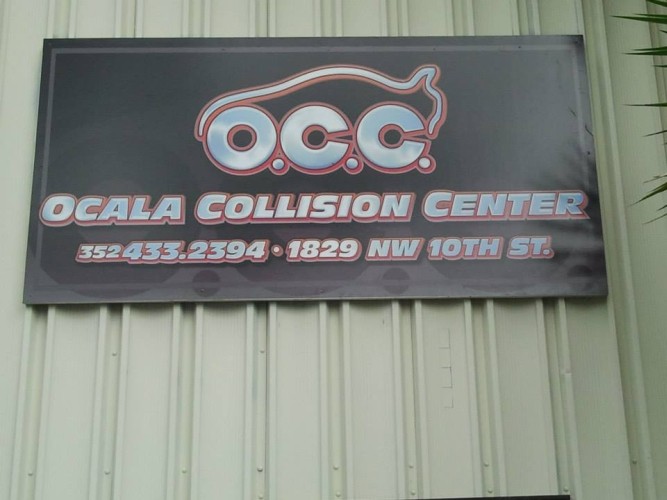 O.C.C.
OCALA COLLISION CENTER
352 433.2394 • 1829 NW 10TH ST.